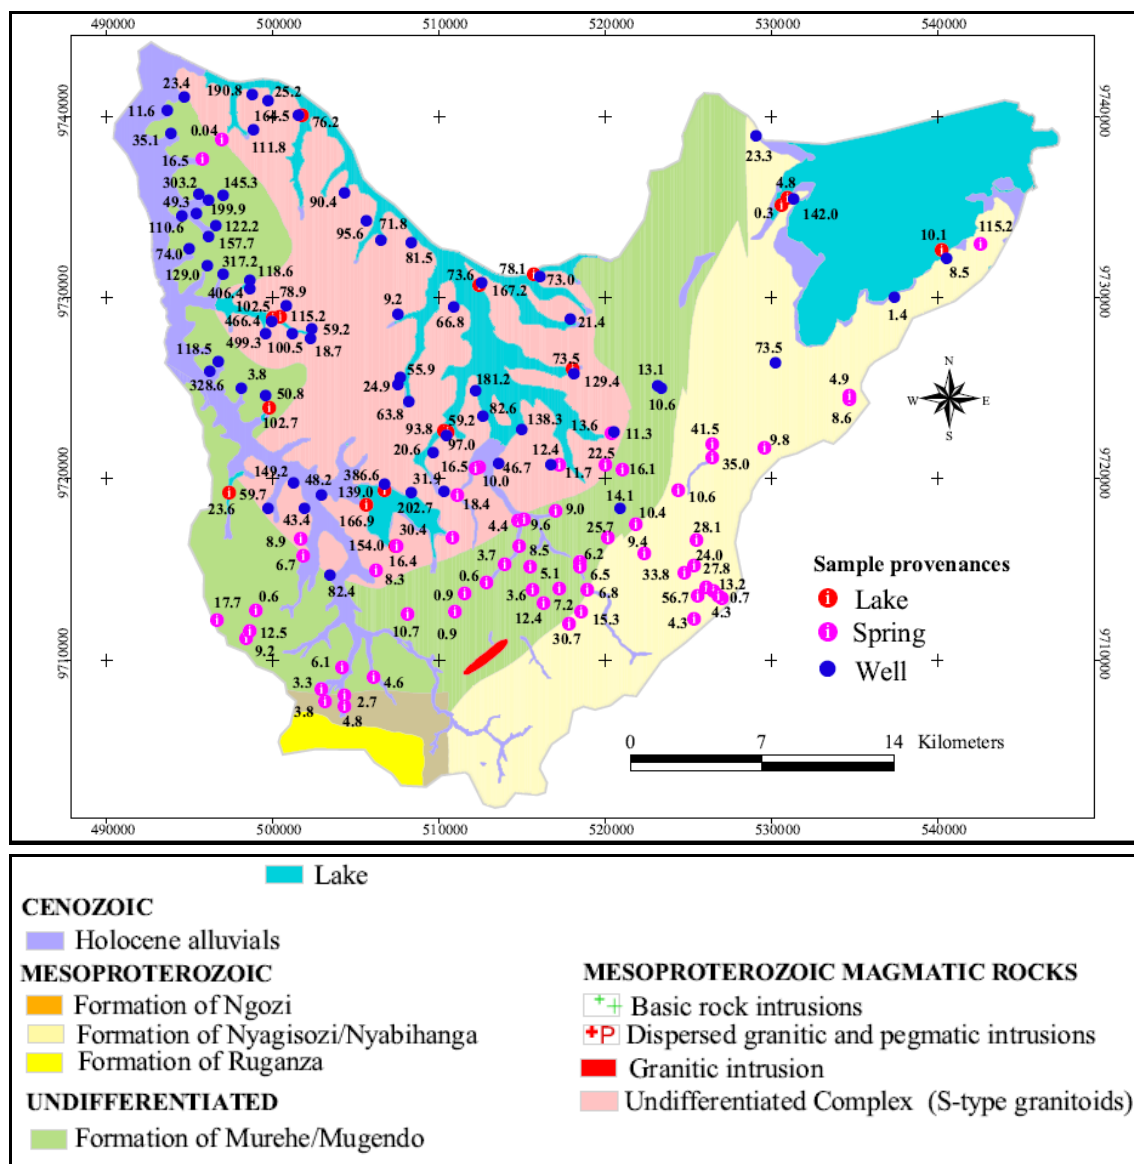 490000 500000 510000 520000 530000 540000
9740000 9740000
9730000 9730000
9720000 9720000
9710000 9710000
23.4 190.8 25.2
11.6 0.04 164.5 76.2
35.1 111.8 23.3
16.5
303.2 145.3 90.4 4.8
49.3 199.9 0.3 142.0
110.6 122.2 95.6 71.8 10.1 115.2
157.7 81.5
74.0 317.2
129.0 118.6 73.6 78.1 73.0 8.5
406.4 78.9 167.2
102.5 115.2 9.2 1.4
466.4 59.2 66.8 21.4
499.3 100.5 18.7
118.5 73.5 73.5
328.6 3.8 55.9 181.2 129.4 13.1
50.8 24.9 10.6 4.9
102.7 63.8 82.6 8.6
59.2 138.3 13.6
93.8 97.0 11.3 41.5 9.8
20.6 12.4 22.5 35.0
149.2 48.2 386.6 31.9 16.5 46.7 11.7 16.1
59.7 139.0 10.0 10.6
23.6 43.4 166.9 202.7 18.4 9.0 14.1
8.9 30.4 4.4 9.6 25.7 10.4 28.1
6.7 154.0 16.4 3.7 8.5 6.2 9.4 24.0
8.3 0.6 5.1 6.5 33.8 27.8
82.4 0.9 3.6 6.8 56.7 13.2
17.7 0.6 7.2 0.7
12.5 10.7 0.9 12.4 15.3 4.3 4.3
9.2 30.7
6.1
3.3 4.6
3.8 2.7
4.8
N
W E
S
Sample provenances
i Lake
i Spring
Well
0 7 14 Kilometers
490000 500000 510000 520000 530000 540000
Lake
CENOZOIC
Holocene alluvials
MESOPROTEROZOIC
Formation of Ngozi
Formation of Nyagisozi/Nyabihanga
Formation of Ruganza
UNDIFFERENTIATED
Formation of Murehe/Mugendo
MESOPROTEROZOIC MAGMATIC ROCKS
Basic rock intrusions
+P Dispersed granitic and pegmatic intrusions
Granitic intrusion
Undifferentiated Complex (S-type granitoids)